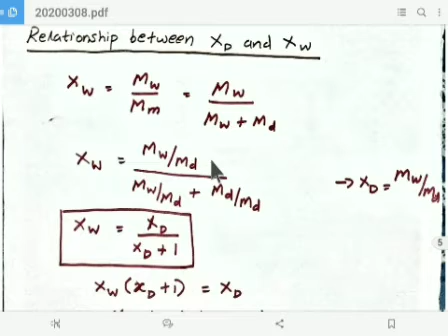 20200308.pdf
Relationship between X_D and X_W
X_W = M_W/M_m = M_W/(M_W + M_d)
X_W = (M_W/M_d)/(M_W/M_d + M_d/M_d)
→ X_D = M_W/M_d
X_W = X_D/(X_D + 1)
5
X_W (X_D + 1) = X_D